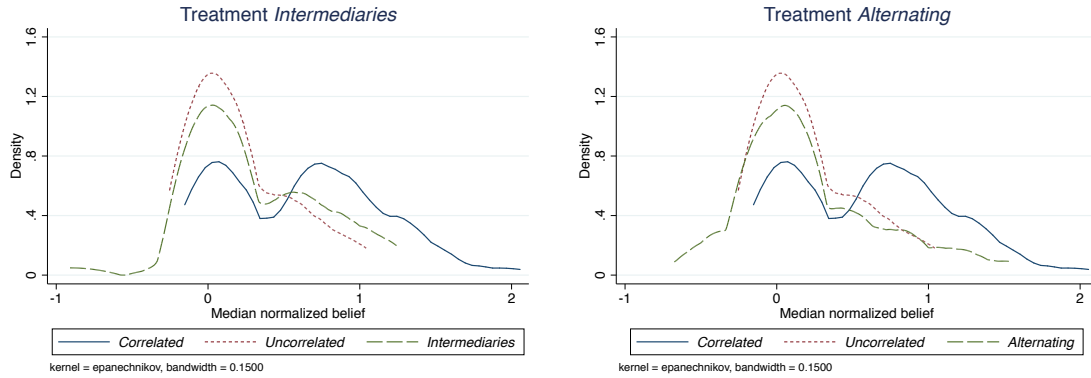 Treatment Intermediaries
1.6
1.2
.8
.4
0
Density
-1 0 1 2
Median normalized belief
Correlated Uncorrelated Intermediaries
kernel = epanechnikov, bandwidth = 0.1500
Treatment Alternating
1.6
1.2
.8
.4
0
Density
-1 0 1 2
Median normalized belief
Correlated Uncorrelated Alternating
kernel = epanechnikov, bandwidth = 0.1500